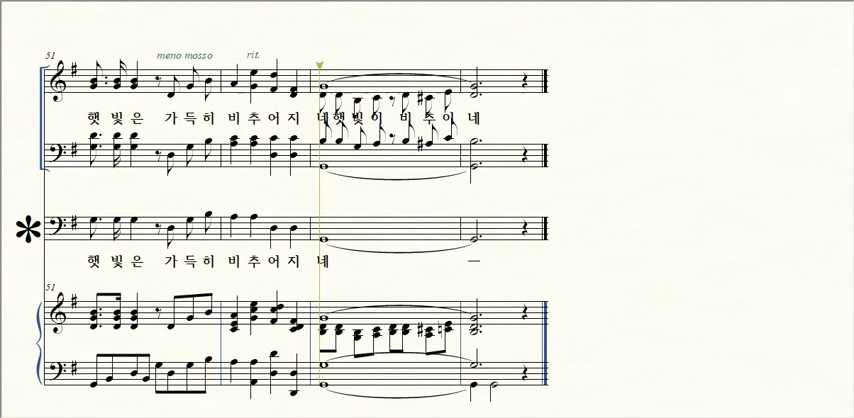 51
meno mosso rit.
햇 빛 은 가 득 히 비 추 어 지 네 햇 빛 이 비 추 이 네
햇 빛 은 가 득 히 비 추 어 지 네
51